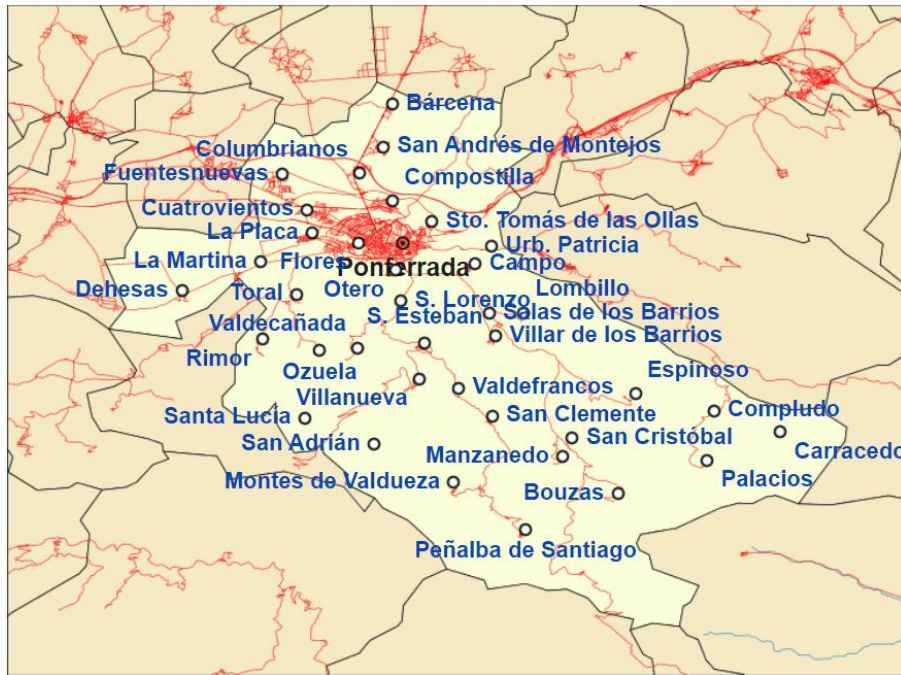 Bárcena
Columbrianos
San Andrés de Montejos
Fuentesnuevas
Compostilla
Cuatrovientos
Sto. Tomás de las Ollas
La Placa
Urb. Patricia
La Martina
Flores
Ponferrada
Campo
Dehesas
Toral
Otero
S. Lorenzo
Lombillo
Valdecañada
S. Esteban
Salas de los Barrios
Villar de los Barrios
Rimor
Ozuela
Espinoso
Villanueva
Valdefrancos
Santa Lucía
San Clemente
Compludo
San Adrián
San Cristóbal
Manzanedo
Carracedo
Montes de Valdueza
Bouzas
Palacios
Peñalba de Santiago